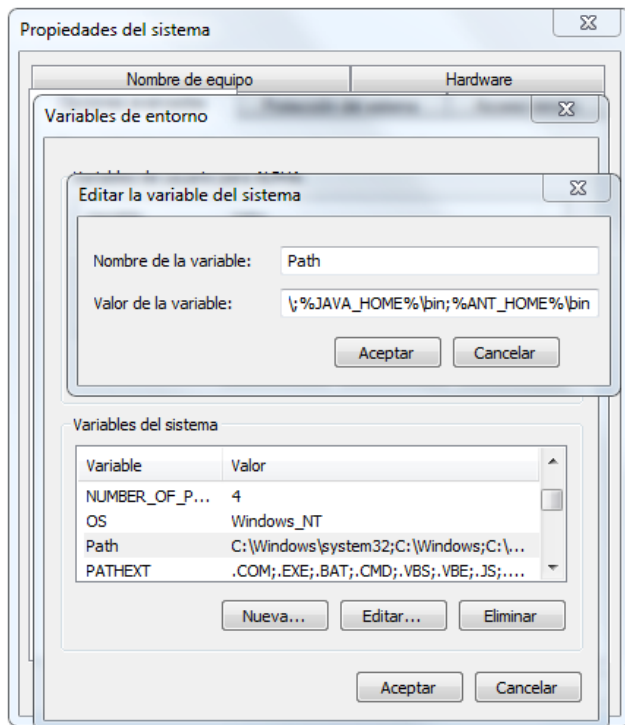 Propiedades del sistema
Nombre de equipo Hardware
Variables de entorno
Editar la variable del sistema
Nombre de la variable: Path
Valor de la variable: \;%JAVA_HOME%\bin;%ANT_HOME%\bin
Aceptar Cancelar
Variables del sistema
Variable Valor
NUMBER_OF_P... 4
OS Windows_NT
Path C:\Windows\system32;C:\Windows;C:\...
PATHEXT .COM;.EXE;.BAT;.CMD;.VBS;.VBE;.JS;....
Nueva... Editar... Eliminar
Aceptar Cancelar